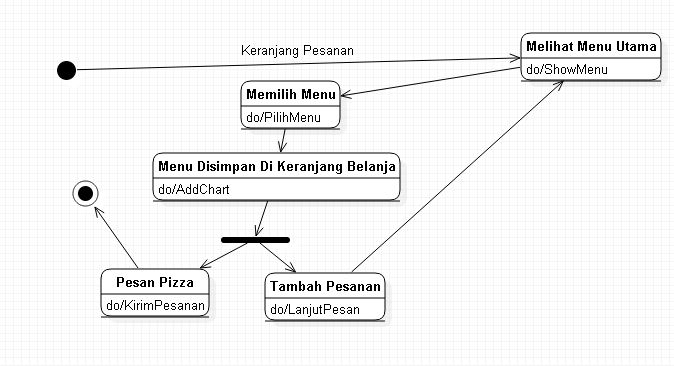 Keranjang Pesanan
Melihat Menu Utama
do/ShowMenu
Memilih Menu
do/PilihMenu
Menu Disimpan Di Keranjang Belanja
do/AddChart
Pesan Pizza
do/KirimPesanan
Tambah Pesanan
do/LanjutPesan